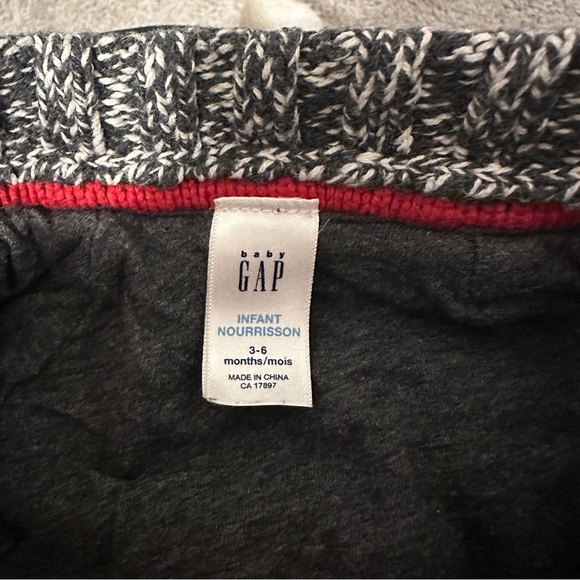 baby
GAP
INFANT
NOURRISSON
3-6
months/mois
MADE IN CHINA
CA 17897